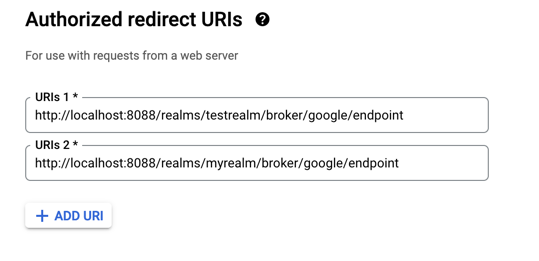 Authorized redirect URIs ?
For use with requests from a web server
URIs 1 *
http://localhost:8088/realms/testrealm/broker/google/endpoint
URIs 2 *
http://localhost:8088/realms/myrealm/broker/google/endpoint
+ ADD URI